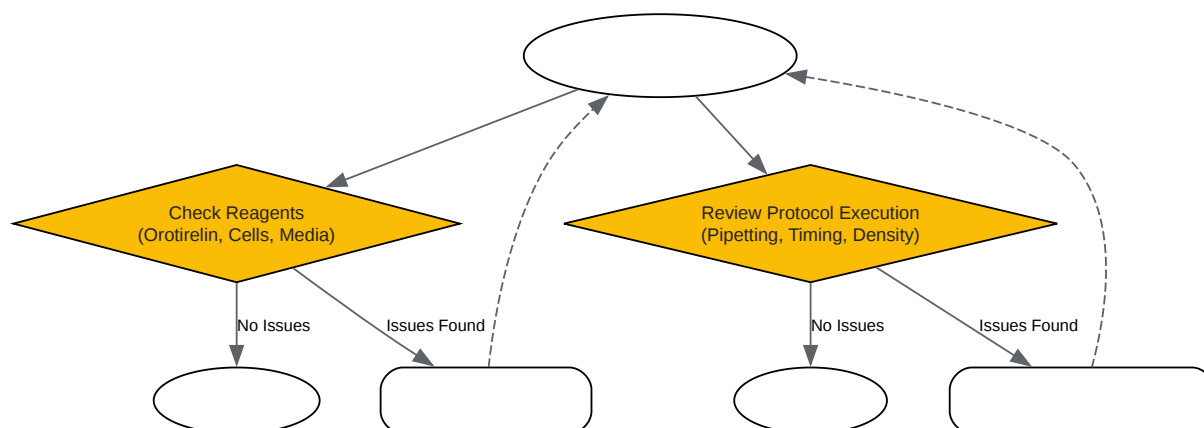 Check Reagents
(Orotirelin, Cells, Media)
Review Protocol Execution
(Pipetting, Timing, Density)
No Issues
Issues Found
No Issues
Issues Found